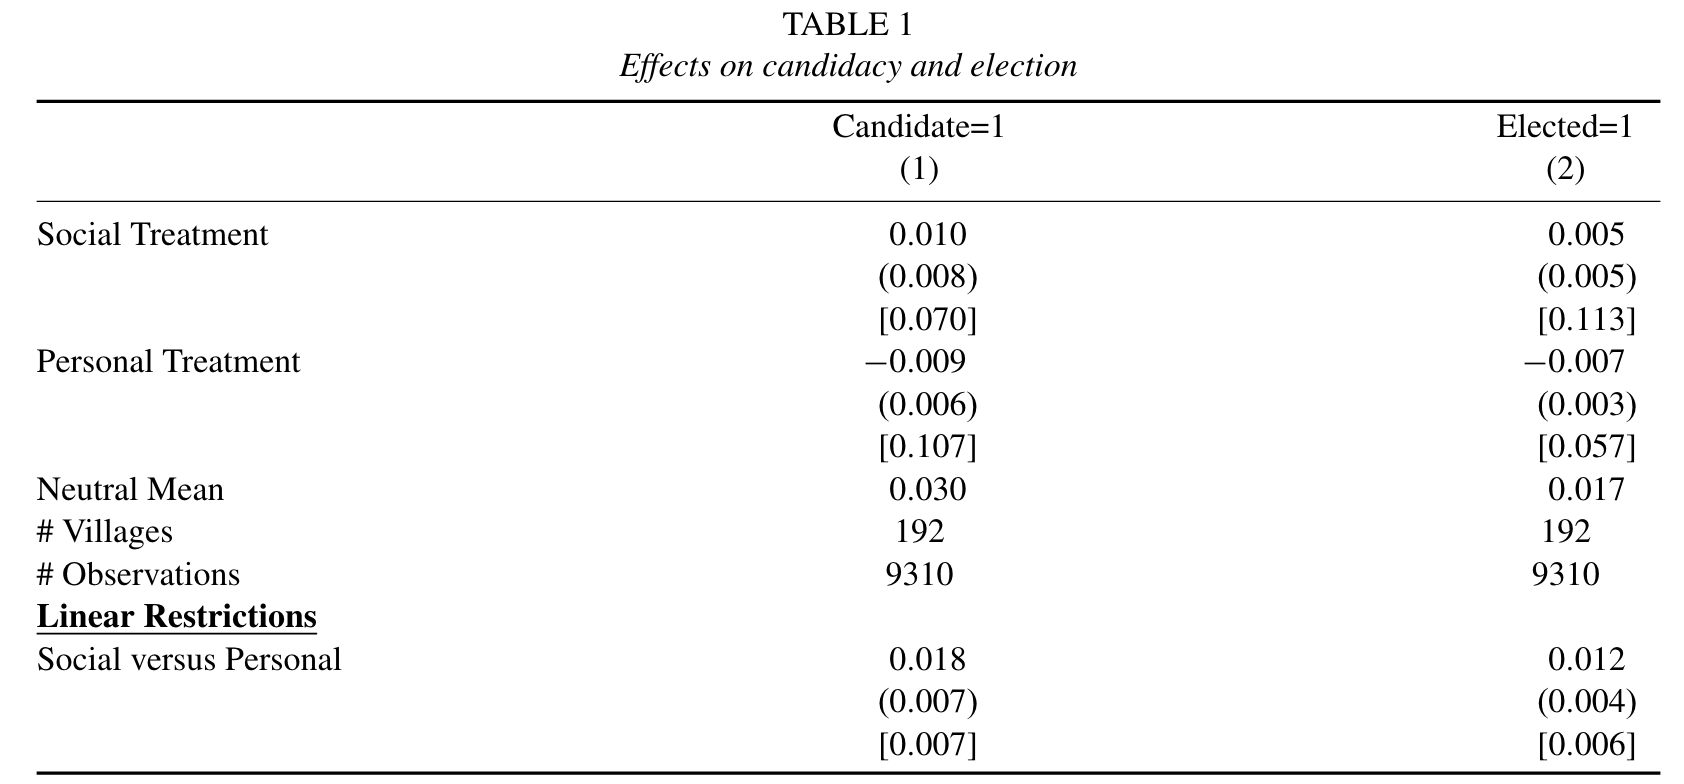 TABLE 1
Effects on candidacy and election
Candidate=1 Elected=1
(1) (2)
Social Treatment 0.010 0.005
(0.008) (0.005)
[0.070] [0.113]
Personal Treatment −0.009 −0.007
(0.006) (0.003)
[0.107] [0.057]
Neutral Mean 0.030 0.017
# Villages 192 192
# Observations 9310 9310
Linear Restrictions
Social versus Personal 0.018 0.012
(0.007) (0.004)
[0.007] [0.006]